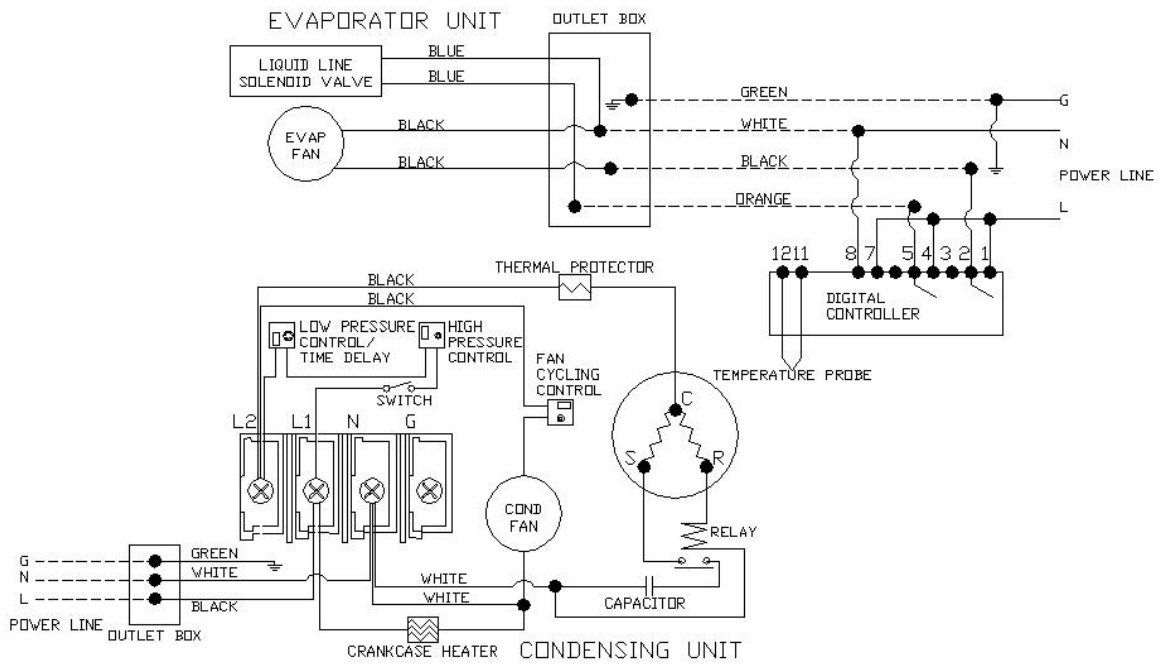 EVAPORATOR UNIT
OUTLET BOX
BLUE
LIQUID LINE
SOLENOID VALVE
BLUE
GREEN
G
BLACK
WHITE
EVAP
FAN
N
BLACK
BLACK
POWER LINE
ORANGE
L
12 11 8 7 5 4 3 2 1
THERMAL PROTECTOR
BLACK
BLACK
DIGITAL
CONTROLLER
LOW PRESSURE
CONTROL/
TIME DELAY
HIGH
PRESSURE
CONTROL
FAN
CYCLING
CONTROL
TEMPERATURE PROBE
SWITCH
C
L2 L1 N G
S R
COND
FAN
RELAY
G
GREEN
N
WHITE
WHITE
L
BLACK
WHITE
CAPACITOR
POWER LINE
OUTLET BOX
CRANKCASE HEATER
CONDENSING UNIT